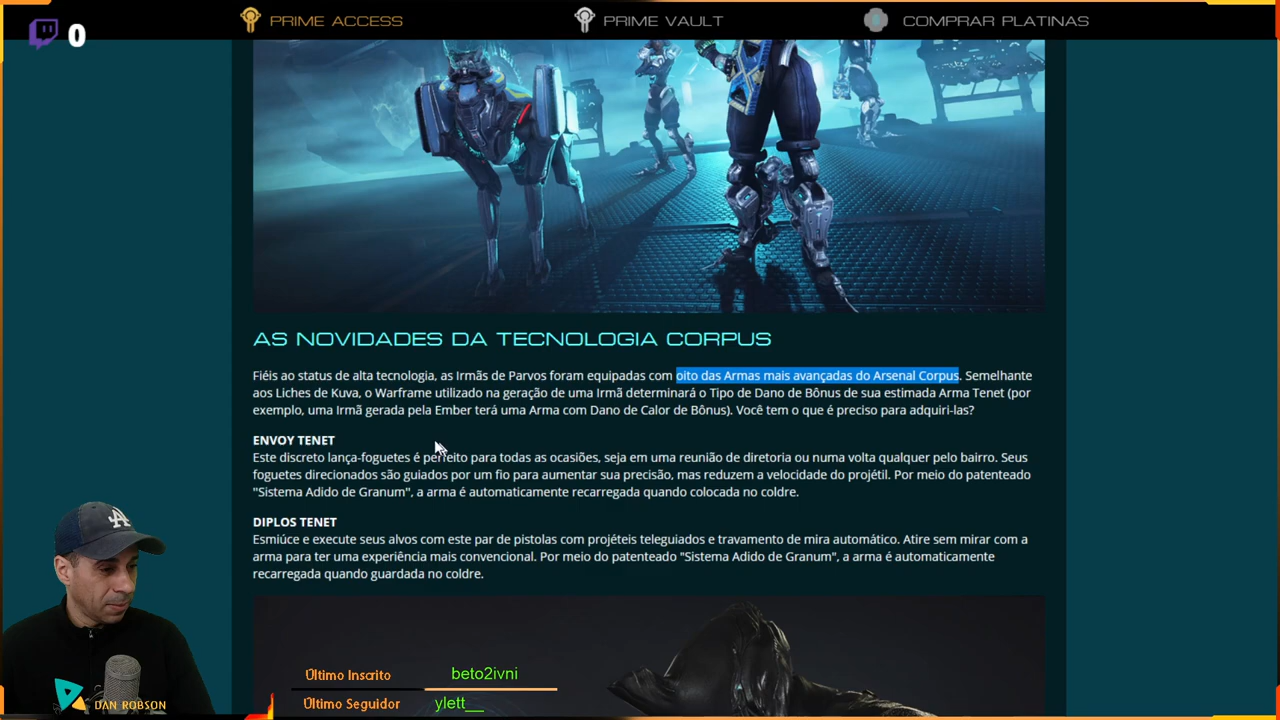 PRIME ACCESS
PRIME VAULT
COMPRAR PLATINAS
0
AS NOVIDADES DA TECNOLOGIA CORPUS
Fiéis ao status de alta tecnologia, as Irmãs de Parvos foram equipadas com oito das Armas mais avançadas do Arsenal Corpus. Semelhante
aos Liches de Kuva, o Warframe utilizado na geração de uma Irmã determinará o Tipo de Dano de Bônus de sua estimada Arma Tenet (por
exemplo, uma Irmã gerada pela Ember terá uma Arma com Dano de Calor de Bônus). Você tem o que é preciso para adquiri-las?
ENVOY TENET
Este discreto lança-foguetes é perfeito para todas as ocasiões, seja em uma reunião de diretoria ou numa volta qualquer pelo bairro. Seus
foguetes direcionados são guiados por um fio para aumentar sua precisão, mas reduzem a velocidade do projétil. Por meio do patenteado
"Sistema Adido de Granum", a arma é automaticamente recarregada quando colocada no coldre.
DIPLOS TENET
Esmiúce e execute seus alvos com este par de pistolas com projéteis teleguiados e travamento de mira automático. Atire sem mirar com a
arma para ter uma experiência mais convencional. Por meio do patenteado "Sistema Adido de Granum", a arma é automaticamente
recarregada quando guardada no coldre.
Último Inscrito
beto2ivni
Último Seguidor
ylett__
DAN ROBSON
LA